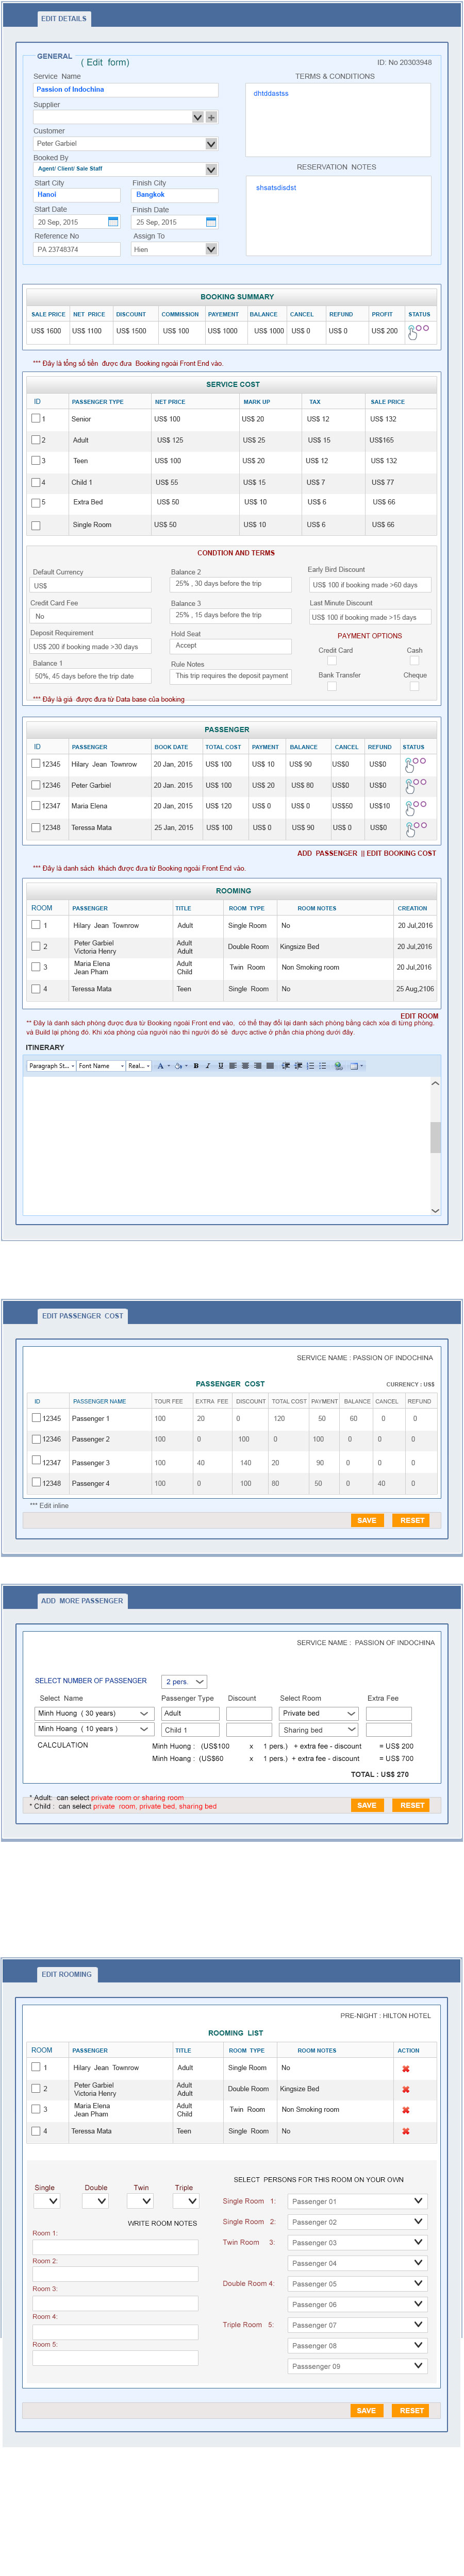 EDIT DETAILS
GENERAL
( Edit form)
ID: No 20303948
Service Name
Passion of Indochina
Supplier
Customer
Peter Garbiel
Booked By
Agent/ Client/ Sale Staff
Start City Finish City
Hanoi Bangkok
Start Date Finish Date
20 Sep, 2015 25 Sep, 2015
Reference No Assign To
PA 23748374 Hien
TERMS & CONDITIONS
dhtddastss
RESERVATION NOTES
shsatsdisdst
BOOKING SUMMARY
SALE PRICE NET PRICE DISCOUNT COMMISSION PAYEMENT BALANCE CANCEL REFUND PROFIT STATUS
US$ 1600 US$ 1100 US$ 1500 US$ 100 US$ 1000 US$ 1000 US$ 0 US$ 0 US$ 200
*** Đây là tổng số tiền được đưa Booking ngoài Front End vào.
SERVICE COST
ID PASSENGER TYPE NET PRICE MARK UP TAX SALE PRICE
1 Senior US$ 100 US$ 20 US$ 12 US$ 132
2 Adult US$ 125 US$ 25 US$ 15 US$165
3 Teen US$ 100 US$ 20 US$ 12 US$ 132
4 Child 1 US$ 55 US$ 15 US$ 7 US$ 77
5 Extra Bed US$ 50 US$ 10 US$ 6 US$ 66
Single Room US$ 50 US$ 10 US$ 6 US$ 66
CONDTION AND TERMS
Default Currency
US$
Credit Card Fee
No
Deposit Requirement
US$ 200 if booking made >30 days
Balance 1
50%, 45 days before the trip date
Balance 2
25% , 30 days before the trip
Balance 3
25% , 15 days before the trip
Hold Seat
Accept
Rule Notes
This trip requires the deposit payment
Early Bird Discount
US$ 100 if booking made >60 days
Last Minute Discount
US$ 100 if booking made >15 days
PAYMENT OPTIONS
Credit Card Cash
Bank Transfer Cheque
*** Đây là giá được đưa từ Data base của booking
PASSENGER
ID PASSENGER BOOK DATE TOTAL COST PAYMENT BALANCE CANCEL REFUND STATUS
12345 Hilary Jean Townrow 20 Jan, 2015 US$ 100 US$ 10 US$ 90 US$0 US$0
12346 Peter Garbiel 20 Jan. 2015 US$ 100 US$ 20 US$ 80 US$0 US$0
12347 Maria Elena 20 Jan, 2015 US$ 120 US$ 0 US$ 0 US$50 US$10
12348 Teressa Mata 25 Jan, 2015 US$ 100 US$ 0 US$ 90 US$ 0 US$0
ADD PASSENGER || EDIT BOOKING COST
*** Đây là danh sách khách được đưa từ Booking ngoài Front End vào.
ROOMING
ROOM PASSENGER TITLE ROOM TYPE ROOM NOTES CREATION
1 Hilary Jean Townrow Adult Single Room No 20 Jul,2016
2 Peter Garbiel Adult Double Room Kingsize Bed 20 Jul,2016
Victoria Henry Adult
3 Maria Elena Adult Twin Room Non Smoking room 20 Jul,2016
Jean Pham Child
4 Teressa Mata Teen Single Room No 25 Aug,2106
EDIT ROOM
** Đây là danh sách phòng được đưa từ Booking ngoài Front end vào, có thể thay đổi lại danh sách phòng bằng cách xóa đi từng phòng.
và Build lại phòng đó. Khi xóa phòng của người nào thì người đó sẽ được active ở phần chia phòng dưới đây.
ITINERARY
Paragraph St... Font Name Real...
EDIT PASSENGER COST
SERVICE NAME : PASSION OF INDOCHINA
PASSENGER COST
CURRENCY : US$
ID PASSENGER NAME TOUR FEE EXTRA FEE DISCOUNT TOTAL COST PAYMENT BALANCE CANCEL REFUND
12345 Passenger 1 100 20 0 120 50 60 0 0
12346 Passenger 2 100 0 100 0 100 0 0 0
12347 Passenger 3 100 40 140 20 90 0 0 0
12348 Passenger 4 100 0 100 80 50 0 40 0
*** Edit inline
SAVE RESET
ADD MORE PASSENGER
SERVICE NAME : PASSION OF INDOCHINA
SELECT NUMBER OF PASSENGER 2 pers.
Select Name Passenger Type Discount Select Room Extra Fee
Minh Huong ( 30 years) Adult Private bed
Minh Hoang ( 10 years ) Child 1 Sharing bed
CALCULATION Minh Huong : (US$100 x 1 pers.) + extra fee - discount = US$ 200
Minh Hoang : (US$60 x 1 pers.) + extra fee - discount = US$ 700
TOTAL : US$ 270
* Adult: can select private room or sharing room
* Child : can select private room, private bed, sharing bed
SAVE RESET
EDIT ROOMING
PRE-NIGHT : HILTON HOTEL
ROOMING LIST
ROOM PASSENGER TITLE ROOM TYPE ROOM NOTES ACTION
1 Hilary Jean Townrow Adult Single Room No
2 Peter Garbiel Adult Double Room Kingsize Bed
Victoria Henry Adult
3 Maria Elena Adult Twin Room Non Smoking room
Jean Pham Child
4 Teressa Mata Teen Single Room No
Single Double Twin Triple
WRITE ROOM NOTES
Room 1:
Room 2:
Room 3:
Room 4:
Room 5:
SELECT PERSONS FOR THIS ROOM ON YOUR OWN
Single Room 1: Passenger 01
Single Room 2: Passenger 02
Twin Room 3: Passenger 03
Passenger 04
Double Room 4: Passenger 05
Passenger 06
Triple Room 5: Passenger 07
Passenger 08
Passsenger 09
SAVE RESET